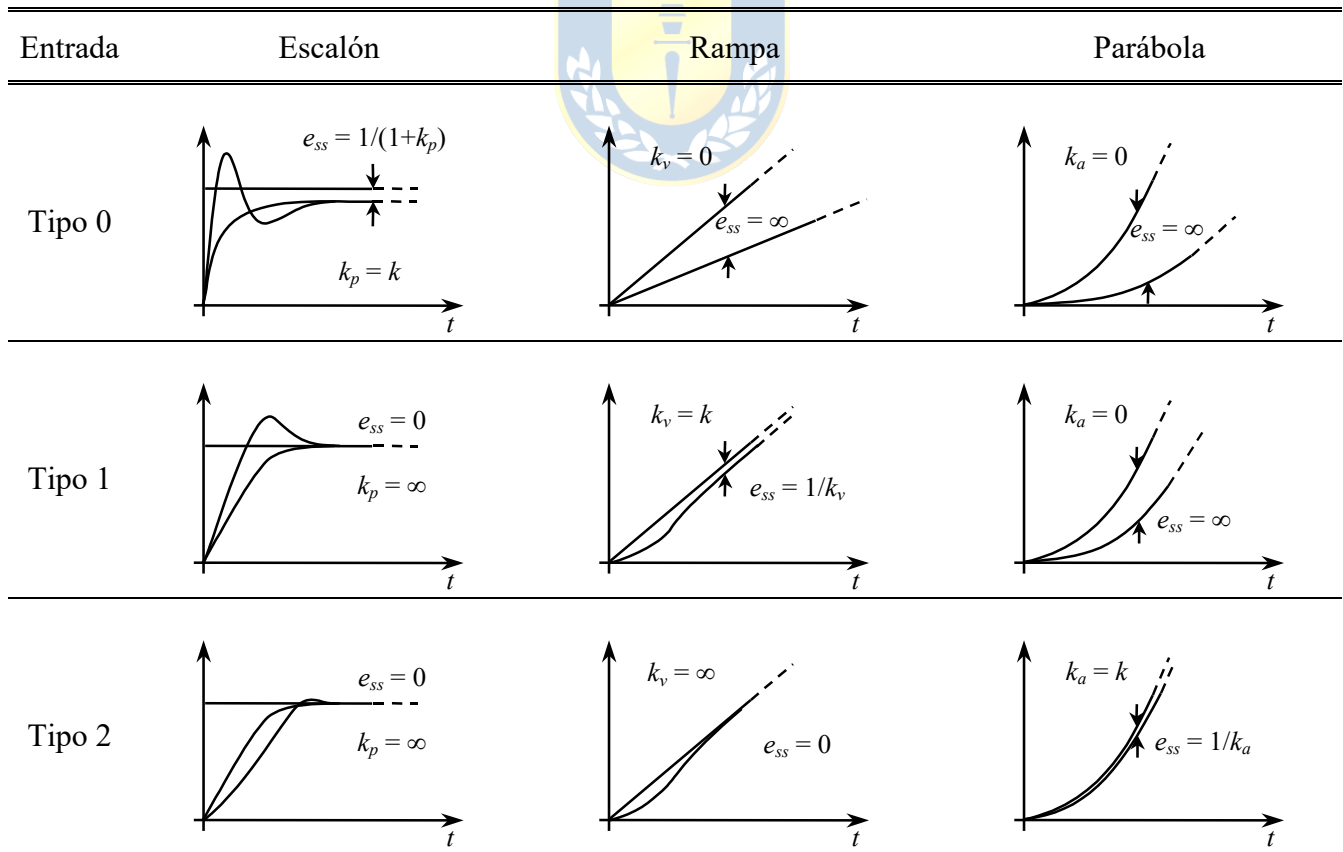 Entrada Escalón Rampa Parábola
Tipo 0
e_ss = 1/(1+k_p)
k_p = k
t
k_v = 0
e_ss = ∞
t
k_a = 0
e_ss = ∞
t
Tipo 1
e_ss = 0
k_p = ∞
t
k_v = k
e_ss = 1/k_v
t
k_a = 0
e_ss = ∞
t
Tipo 2
e_ss = 0
k_p = ∞
t
k_v = ∞
e_ss = 0
t
k_a = k
e_ss = 1/k_a
t